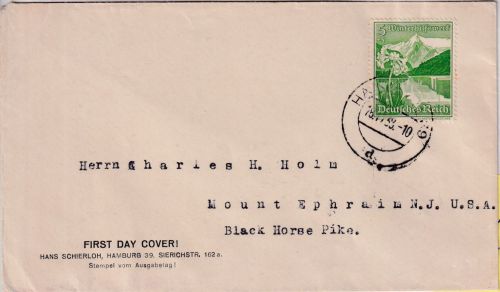 5 Winterhilfswerk
Deutsches Reich
Herrn Charles H. Holm
Mount Ephraim N.J. U.S.A.
Black Horse Pike.
FIRST DAY COVER!
HANS SCHIERLOH, HAMBURG 39, SIERICHSTR. 162a.
Stempel vom Ausgabetag!